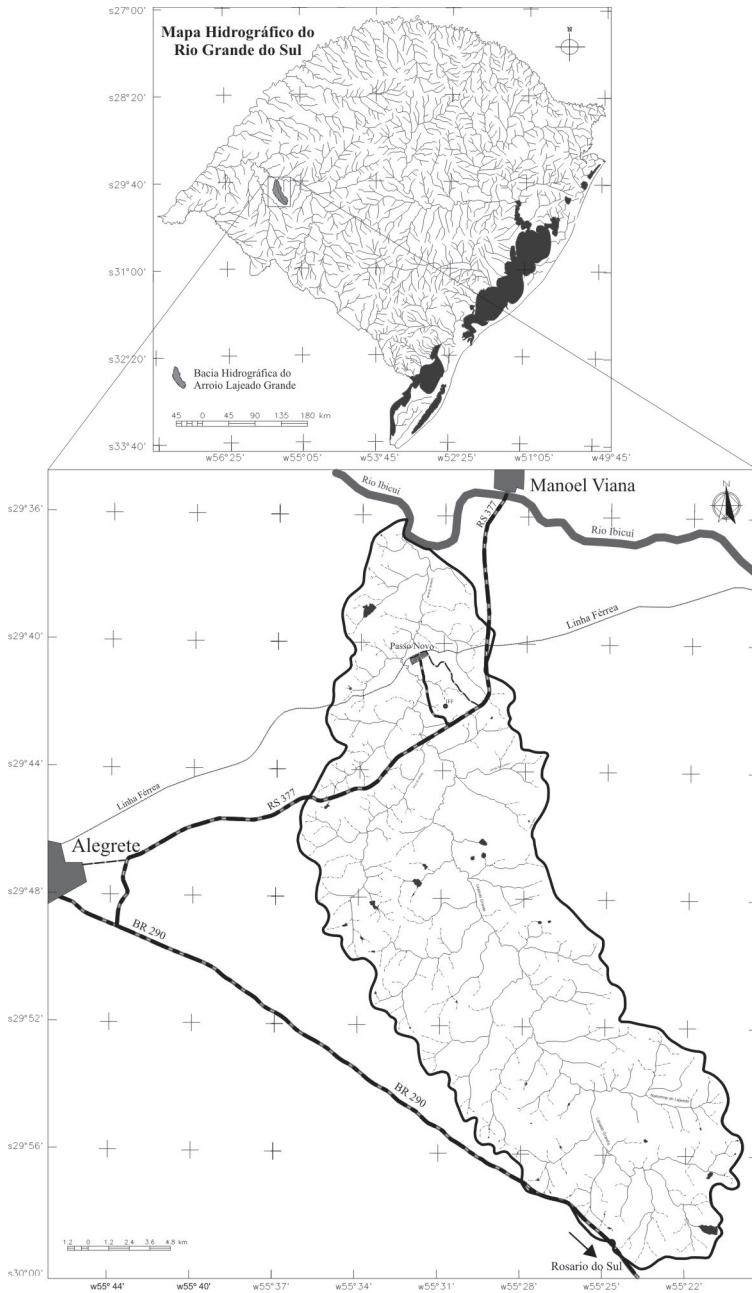 s27°00'
Mapa Hidrográfico do
Rio Grande do Sul
N
s28°20'
s29°40'
s31°00'
s32°20'
Bacia Hidrográfica do
Arroio Lajeado Grande
45 0 45 90 135 180 km
s33°40'
w56°25' w55°05' w53°45' w52°25' w51°05' w49°45'
Manoel Viana
Rio Ibicuí
s29°36'
RS 377
N
Rio Ibicuí
Linha Férrea
s29°40'
Passo Novo
IFF
s29°44'
Linha Férrea
RS 377
Alegrete
s29°48'
Lajeado Grande
BR 290
s29°52'
BR 290
Lajeado Grande
s29°56'
1.2 0 1.2 2.4 3.6 4.8 km
Rosario do Sul
s30°00'
w55°44' w55°40' w55°37' w55°34' w55°31' w55°28' w55°25' w55°22'